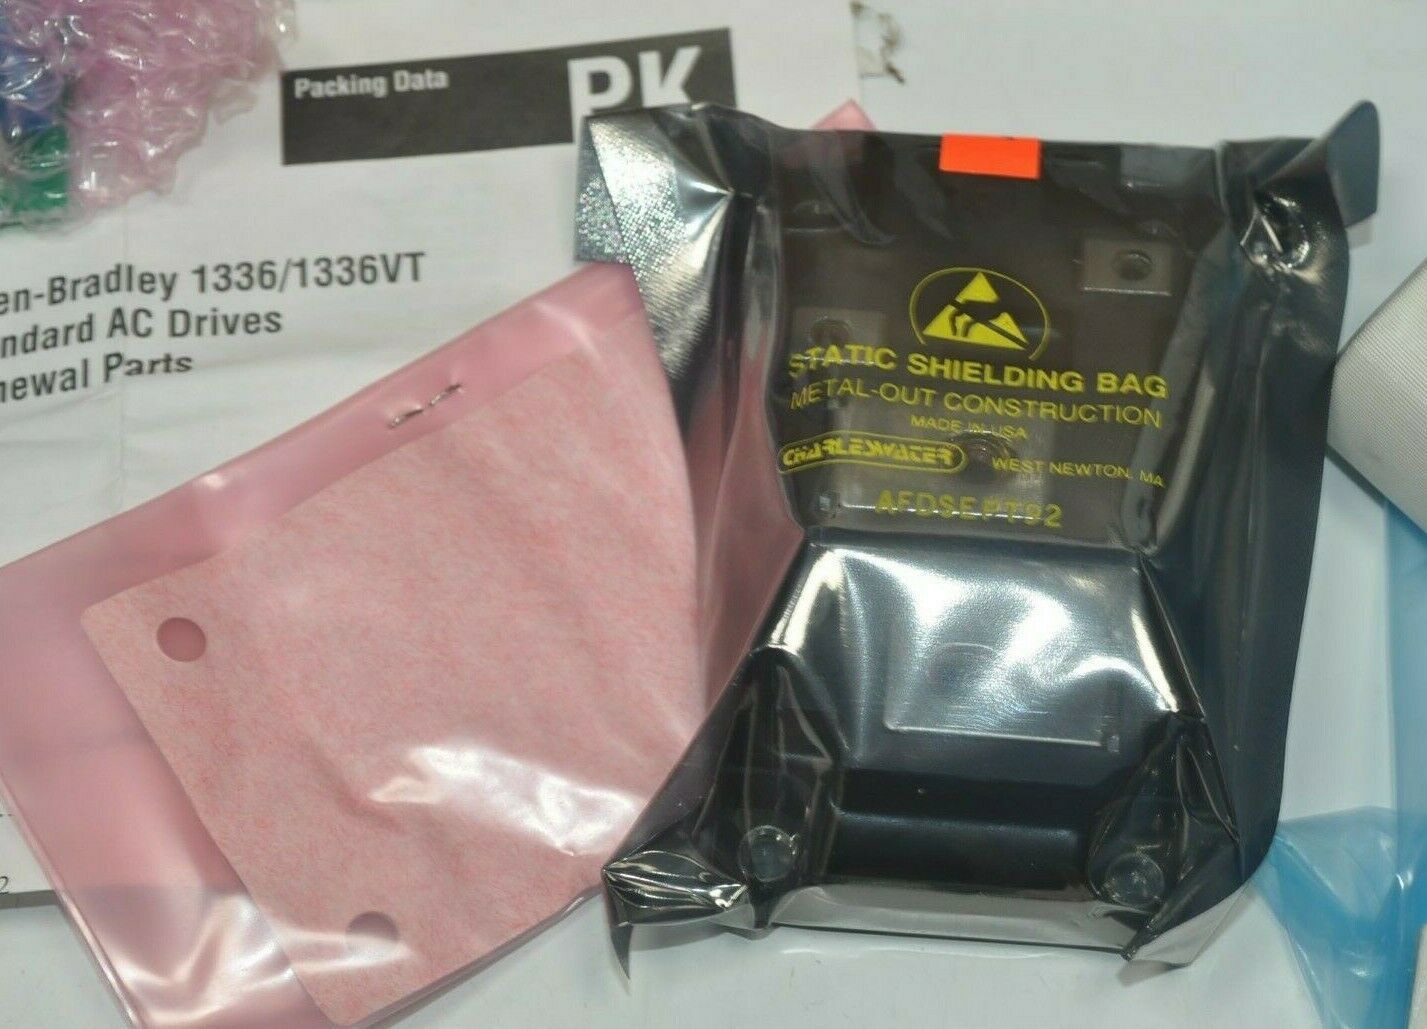 Packing Data
PK
en-Bradley 1336/1336VT
ndard AC Drives
newal Parts
STATIC SHIELDING BAG
METAL-OUT CONSTRUCTION
MADE IN USA
CHARLESWATER WEST NEWTON, MA
AFDSEPT92
2